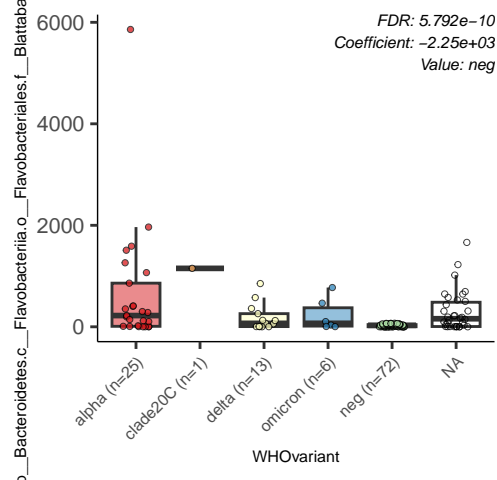 FDR: 5.792e−10
Coefficient: −2.25e+03
Value: neg
__Bacteroidetes.c__Flavobacteriia.o__Flavobacteriales.f__Blattaba
6000
4000
2000
0
alpha (n=25)
clade20C (n=1)
delta (n=13)
omicron (n=6)
neg (n=72)
NA
WHOvariant